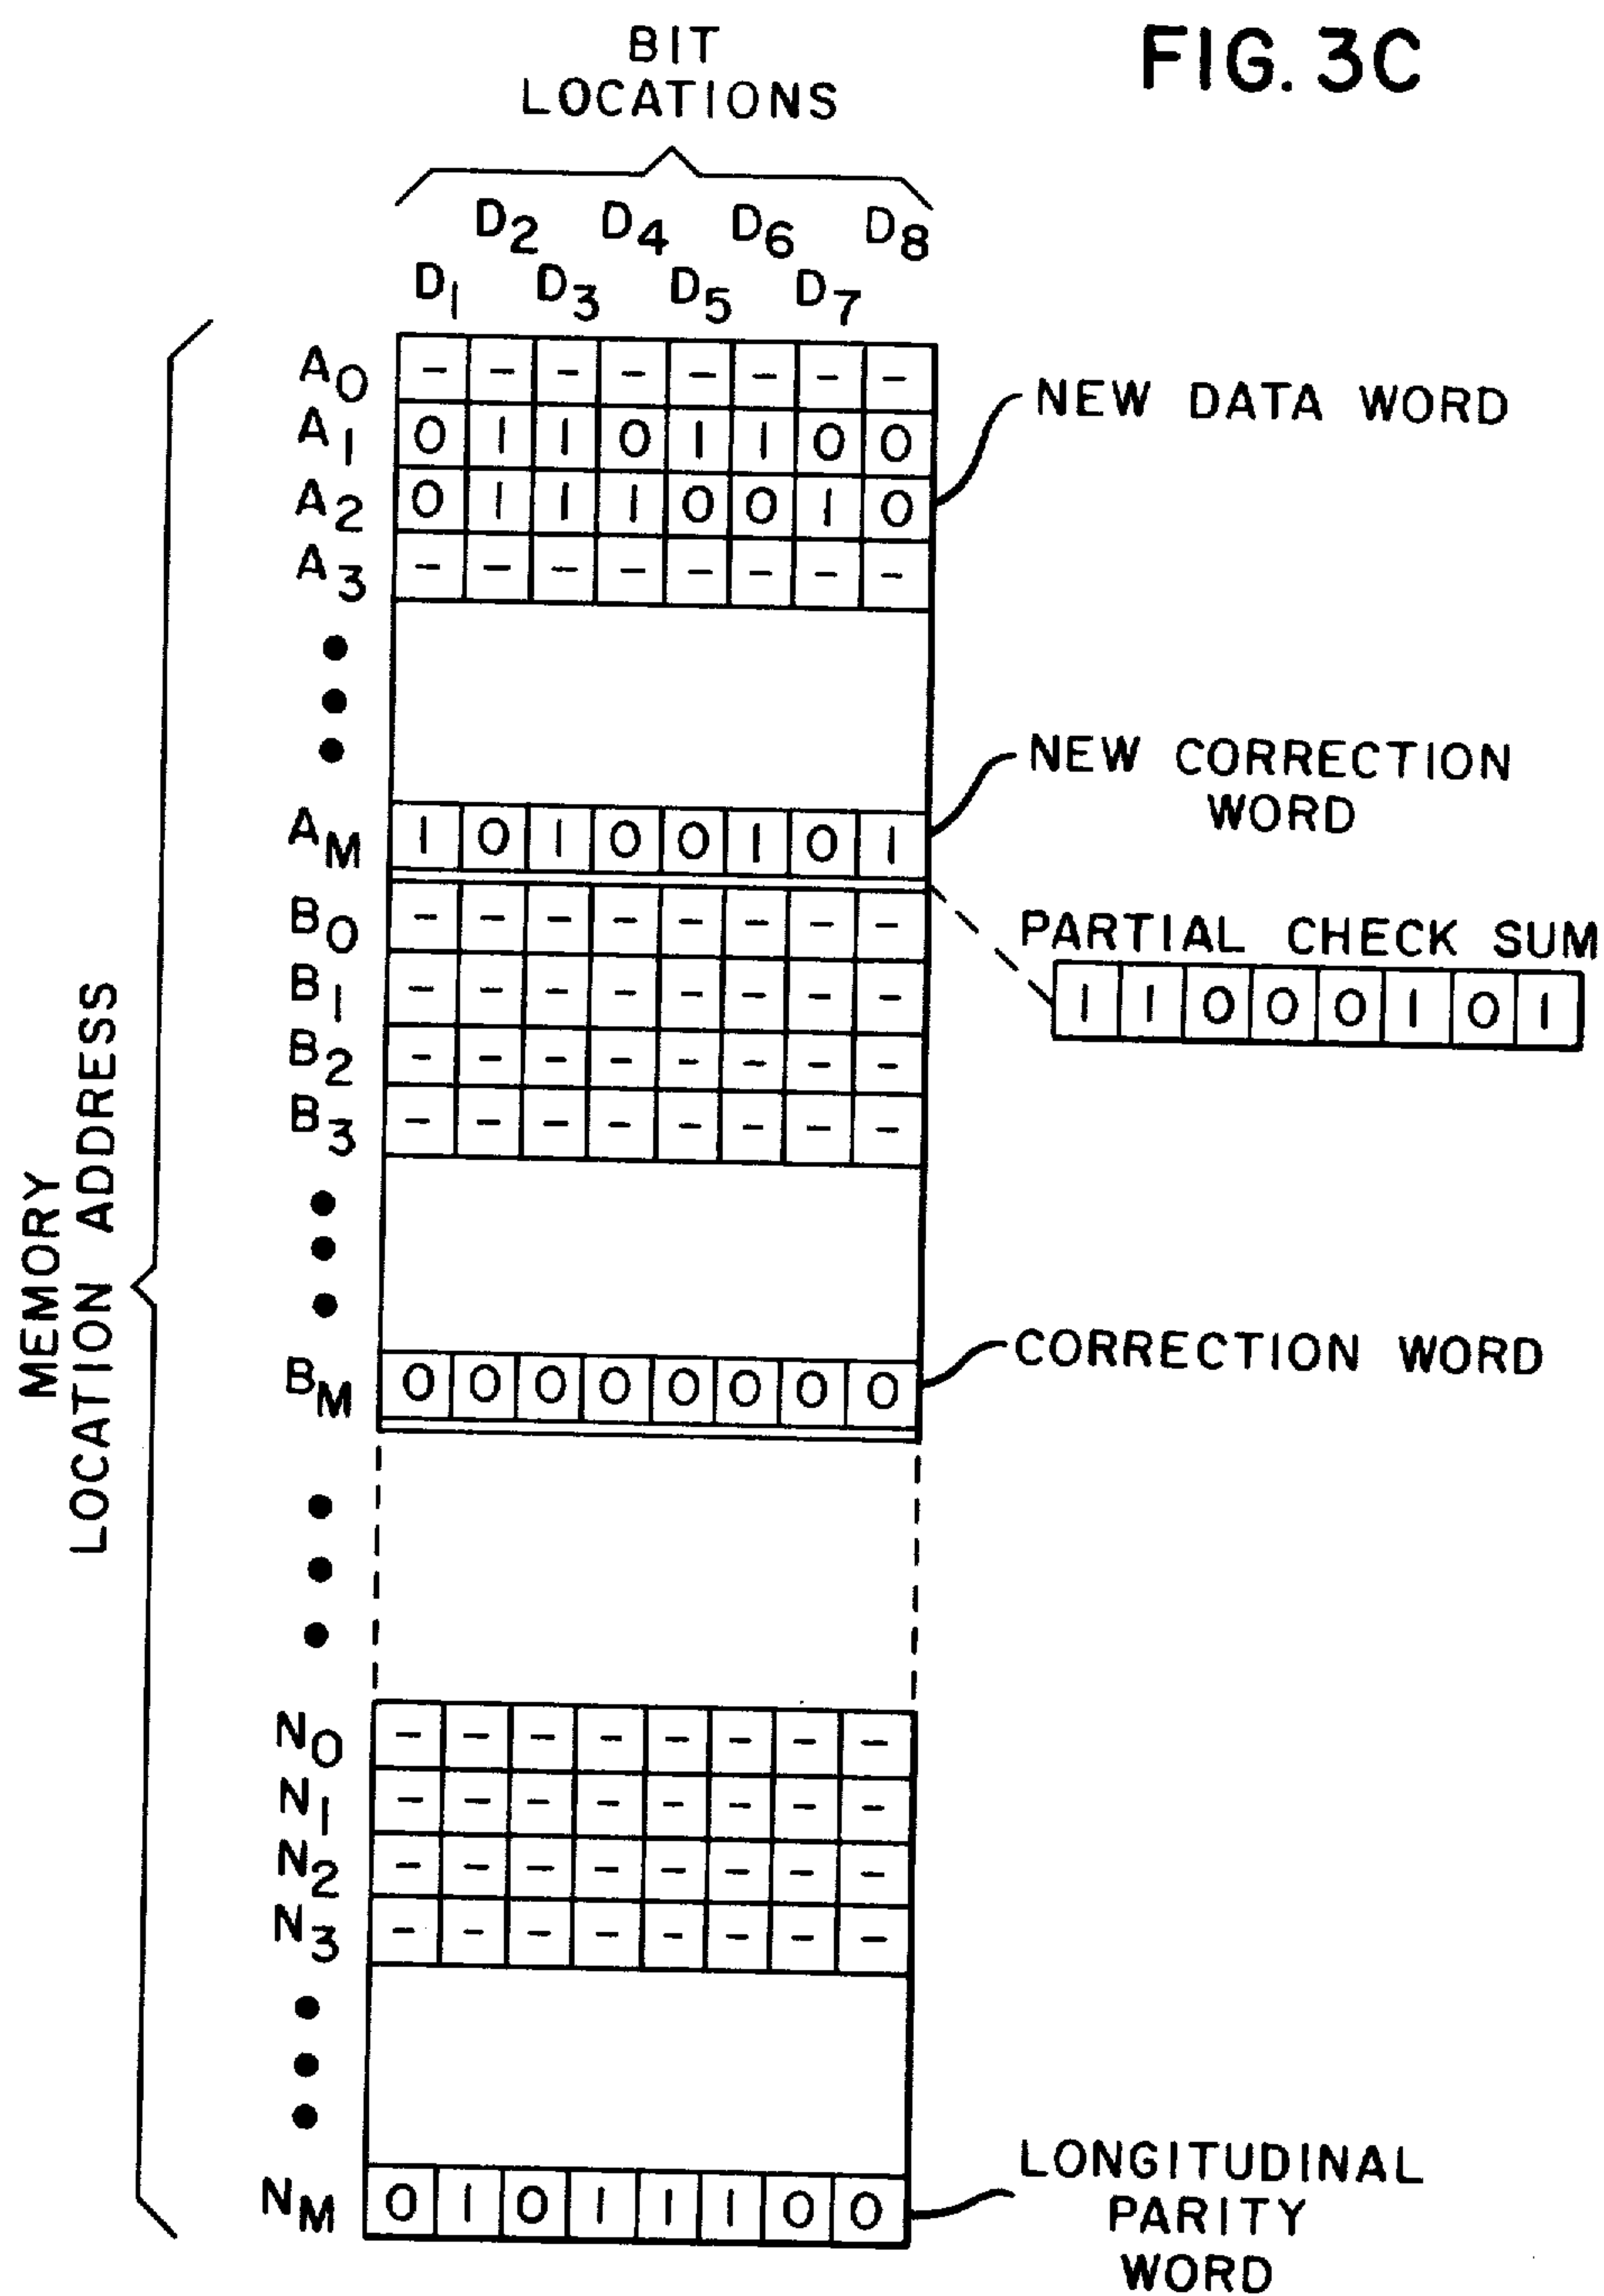 FIG. 3C
BIT
LOCATIONS
D2 D4 D6 D8
D1 D3 D5 D7
A0 - - - - - - - -
A1 0 1 1 0 1 1 0 0
NEW DATA WORD
A2 0 1 1 1 0 0 1 0
A3 - - - - - - - -
NEW CORRECTION
WORD
AM 1 0 1 0 0 1 0 1
B0 - - - - - - - -
PARTIAL CHECK SUM
1 1 0 0 0 1 0 1
B1 - - - - - - - -
B2 - - - - - - - -
B3 - - - - - - - -
MEMORY
LOCATION ADDRESS
CORRECTION WORD
BM 0 0 0 0 0 0 0 0
N0 - - - - - - - -
N1 - - - - - - - -
N2 - - - - - - - -
N3 - - - - - - - -
NM 0 1 0 1 1 1 0 0
LONGITUDINAL
PARITY
WORD